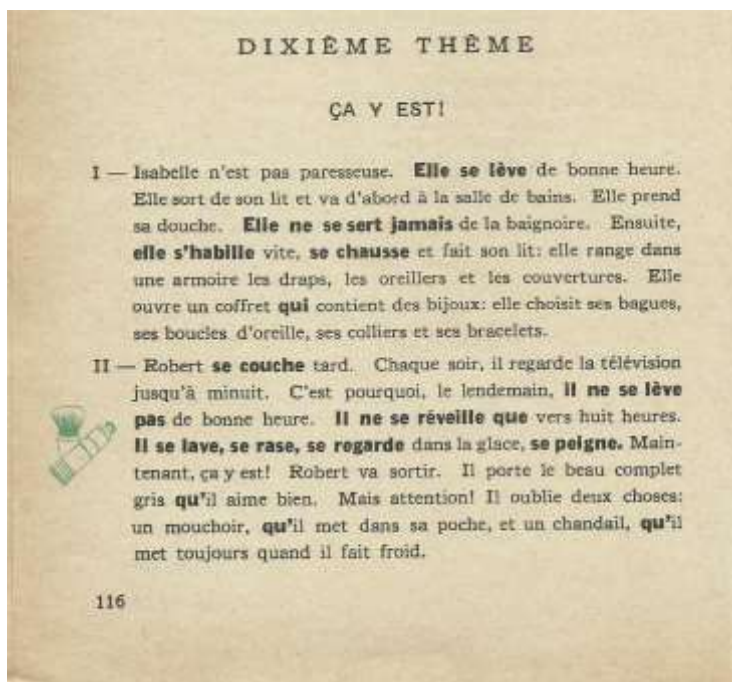 DIXIÈME THÈME
ÇA Y EST!
I — Isabelle n'est pas paresseuse. Elle se lève de bonne heure.
Elle sort de son lit et va d'abord à la salle de bains. Elle prend
sa douche. Elle ne se sert jamais de la baignoire. Ensuite,
elle s'habille vite, se chausse et fait son lit: elle range dans
une armoire les draps, les oreillers et les couvertures. Elle
ouvre un coffret qui contient des bijoux: elle choisit ses bagues,
ses boucles d'oreille, ses colliers et ses bracelets.
II — Robert se couche tard. Chaque soir, il regarde la télévision
jusqu'à minuit. C'est pourquoi, le lendemain, il ne se lève
pas de bonne heure. Il ne se réveille que vers huit heures.
Il se lave, se rase, se regarde dans la glace, se peigne. Main-
tenant, ça y est! Robert va sortir. Il porte le beau complet
gris qu'il aime bien. Mais attention! Il oublie deux choses:
un mouchoir, qu'il met dans sa poche, et un chandail, qu'il
met toujours quand il fait froid.
116